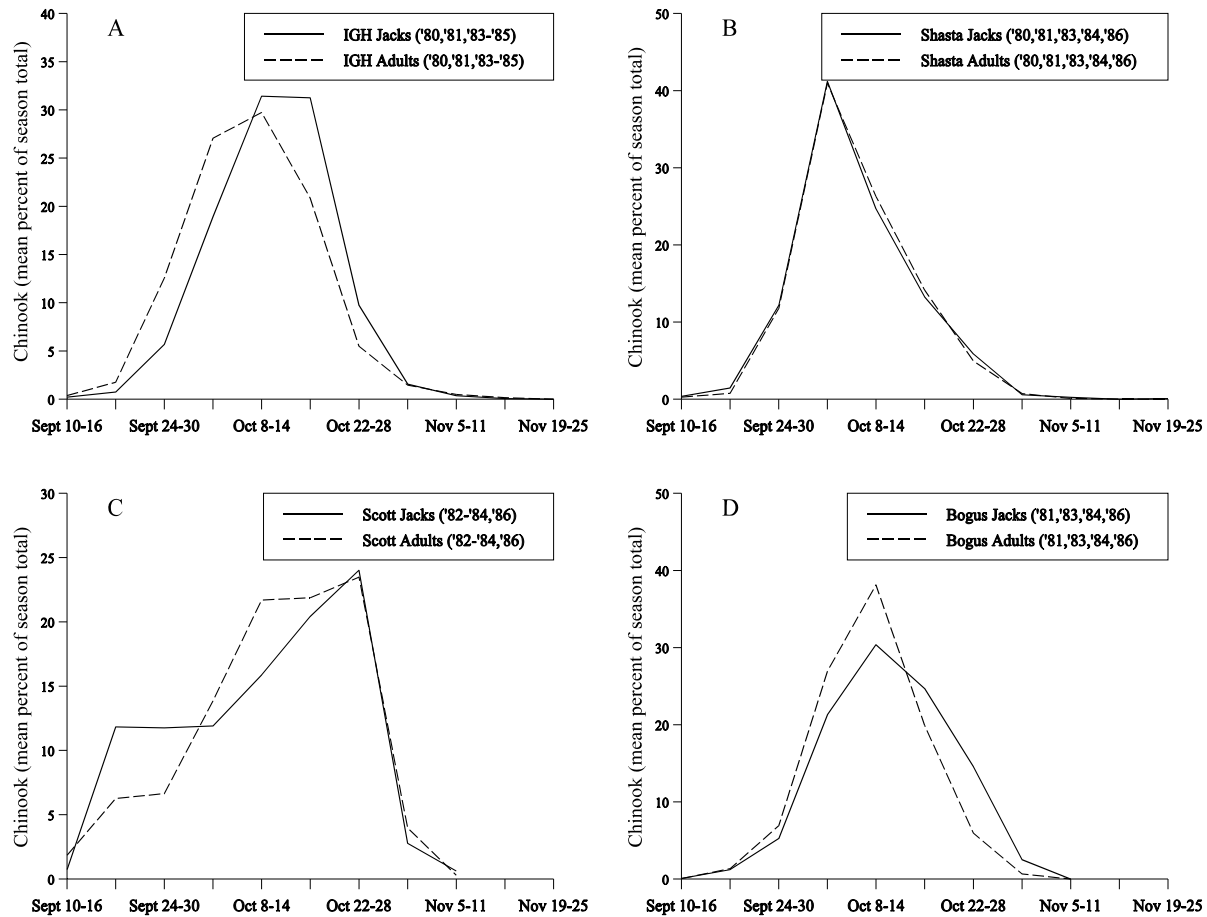 A
IGH Jacks ('80,'81,'83-'85)
IGH Adults ('80,'81,'83-'85)
Chinook (mean percent of season total)
40
35
30
25
20
15
10
5
0
Sept 10-16 Sept 24-30 Oct 8-14 Oct 22-28 Nov 5-11 Nov 19-25
B
Shasta Jacks ('80,'81,'83,'84,'86)
Shasta Adults ('80,'81,'83,'84,'86)
Chinook (mean percent of season total)
50
40
30
20
10
0
Sept 10-16 Sept 24-30 Oct 8-14 Oct 22-28 Nov 5-11 Nov 19-25
C
Scott Jacks ('82-'84,'86)
Scott Adults ('82-'84,'86)
Chinook (mean percent of season total)
30
25
20
15
10
5
0
Sept 10-16 Sept 24-30 Oct 8-14 Oct 22-28 Nov 5-11 Nov 19-25
D
Bogus Jacks ('81,'83,'84,'86)
Bogus Adults ('81,'83,'84,'86)
Chinook (mean percent of season total)
50
40
30
20
10
0
Sept 10-16 Sept 24-30 Oct 8-14 Oct 22-28 Nov 5-11 Nov 19-25